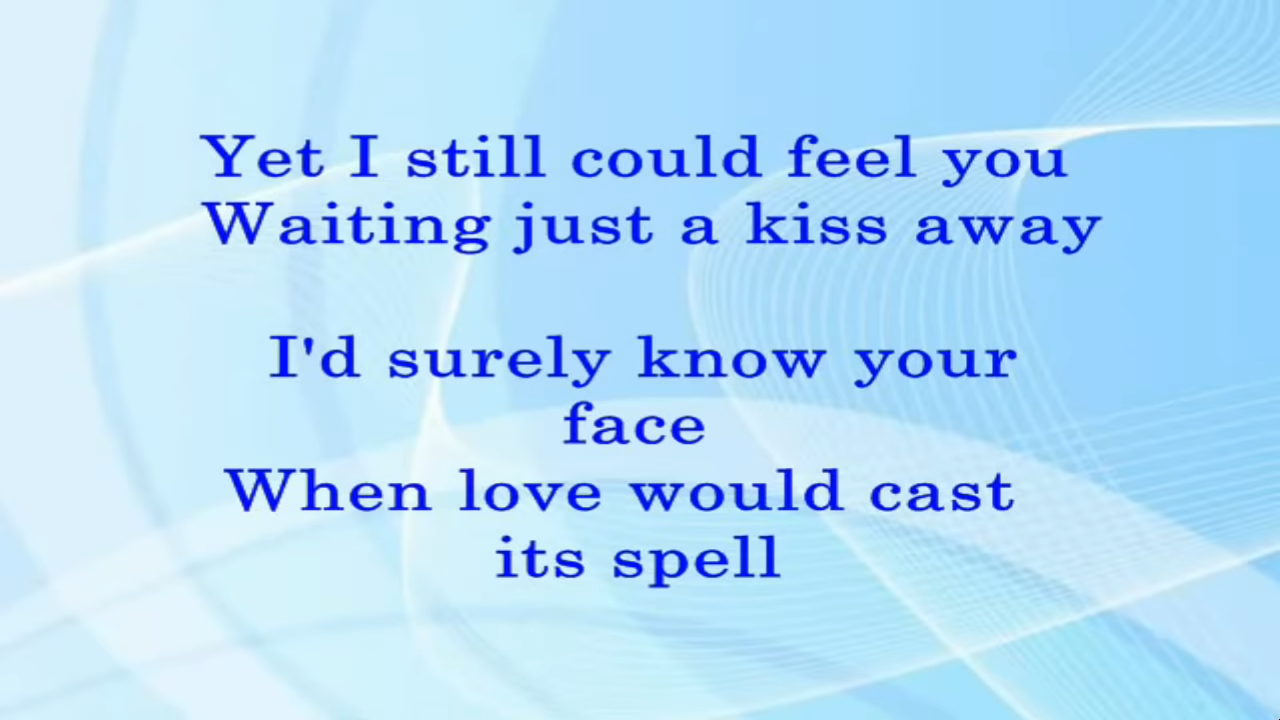 Yet I still could feel you
Waiting just a kiss away
I'd surely know your
face
When love would cast
its spell